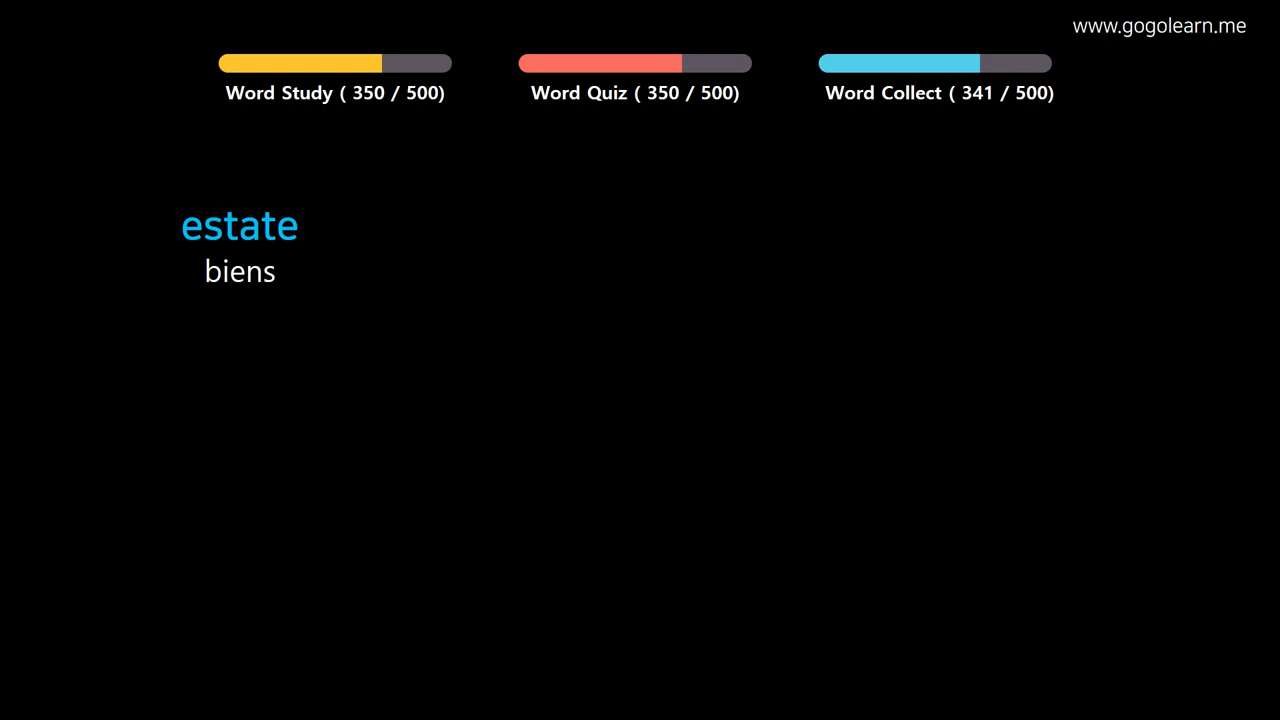 www.gogolearn.me
Word Study ( 350 / 500)
Word Quiz ( 350 / 500)
Word Collect ( 341 / 500)
estate
biens